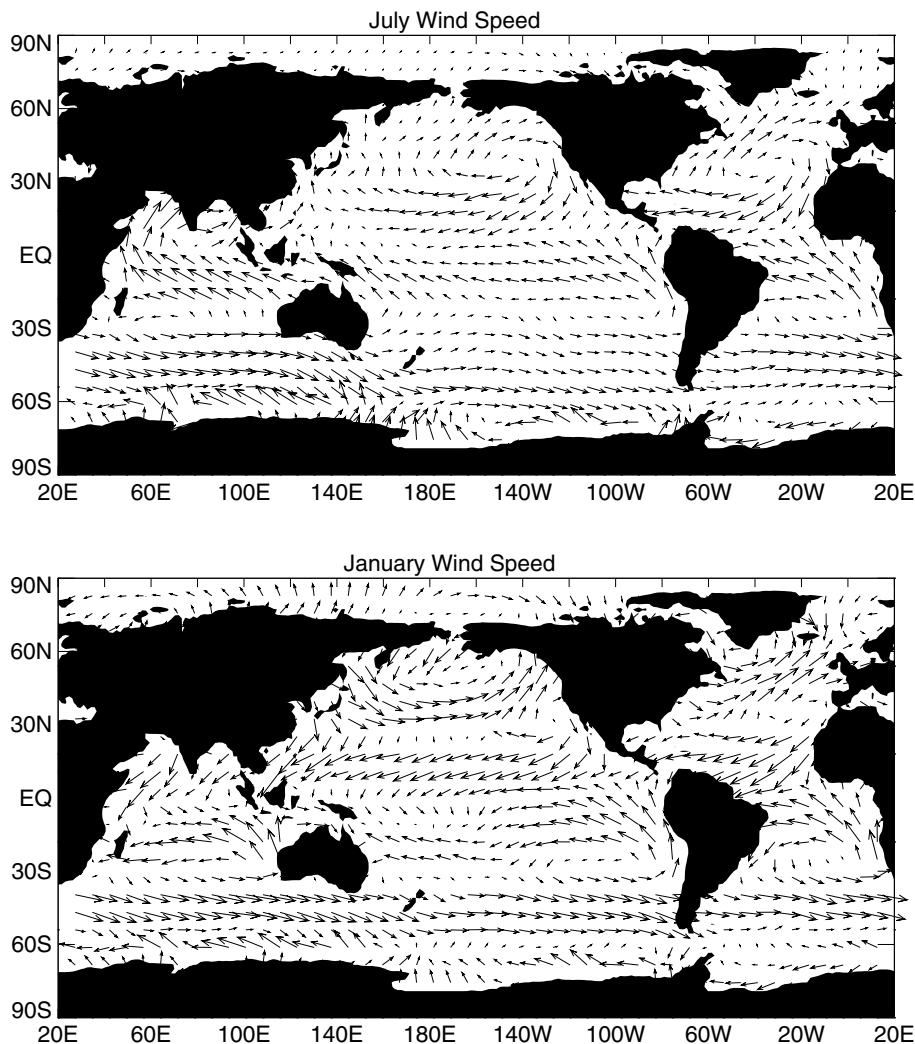 July Wind Speed
90N
60N
30N
EQ
30S
60S
90S
20E 60E 100E 140E 180E 140W 100W 60W 20W 20E
January Wind Speed
90N
60N
30N
EQ
30S
60S
90S
20E 60E 100E 140E 180E 140W 100W 60W 20W 20E